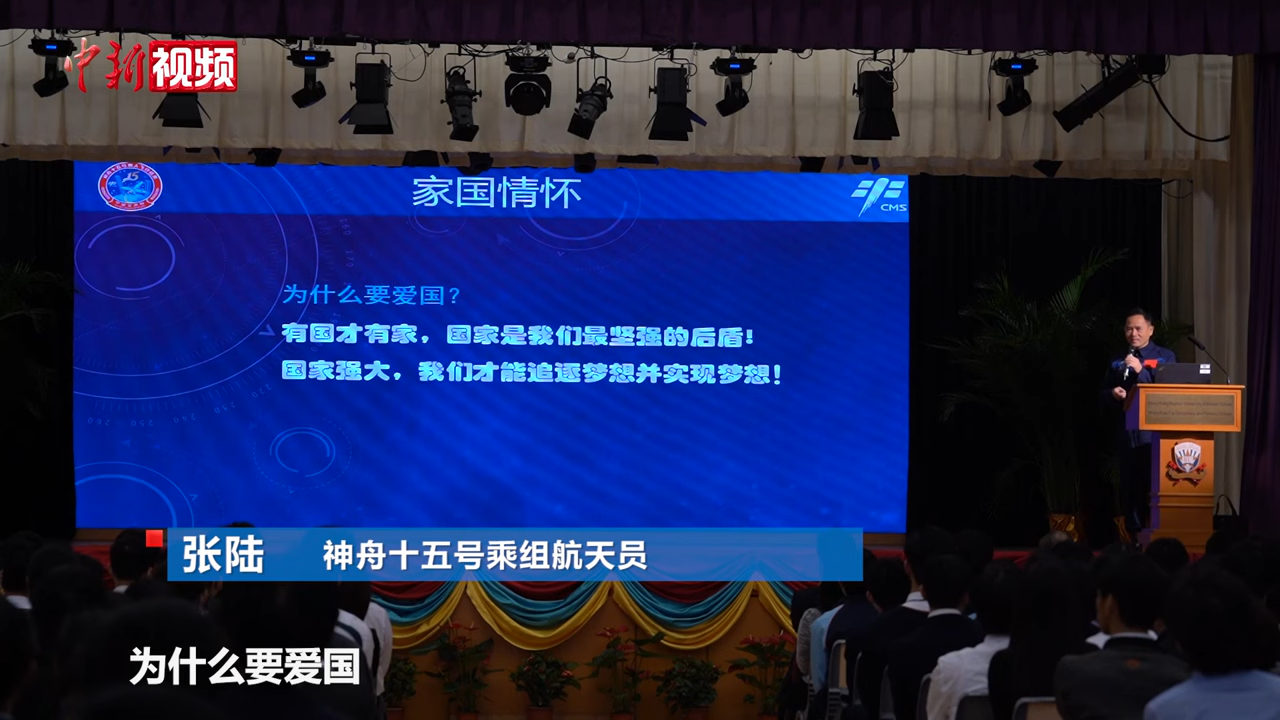 中新视频
15
家国情怀
CMS
为什么要爱国？
有国才有家，国家是我们最坚强的后盾！
国家强大，我们才能追逐梦想并实现梦想！
张陆 神舟十五号乘组航天员
为什么要爱国